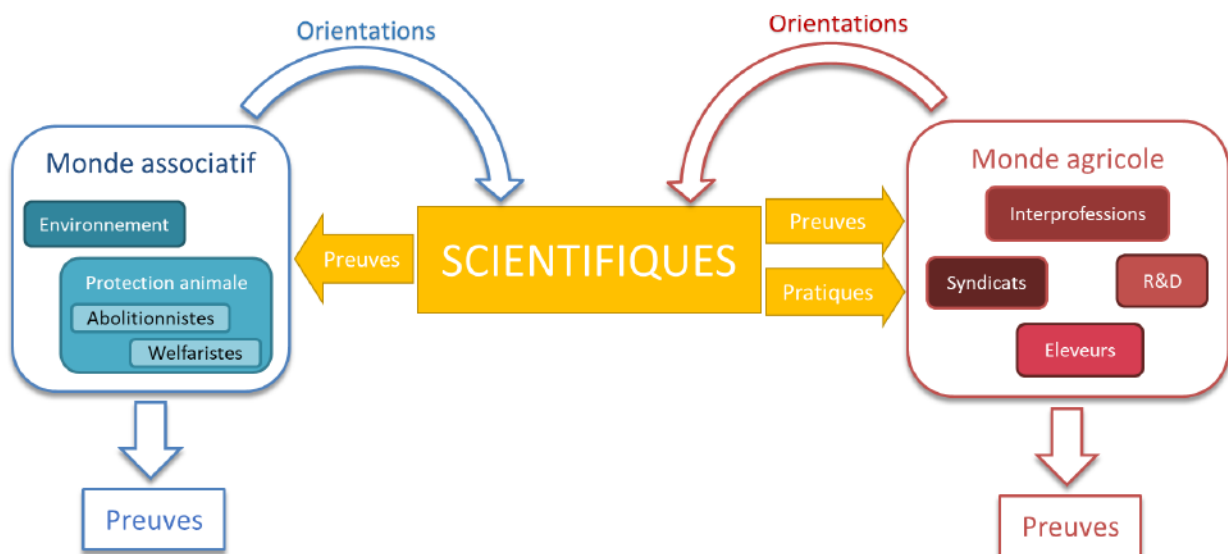 Orientations
Orientations
Monde associatif
Environnement
Protection animale
Abolitionnistes
Welfaristes
Preuves
SCIENTIFIQUES
Preuves
Pratiques
Monde agricole
Interprofessions
Syndicats
R&D
Eleveurs
Preuves
Preuves